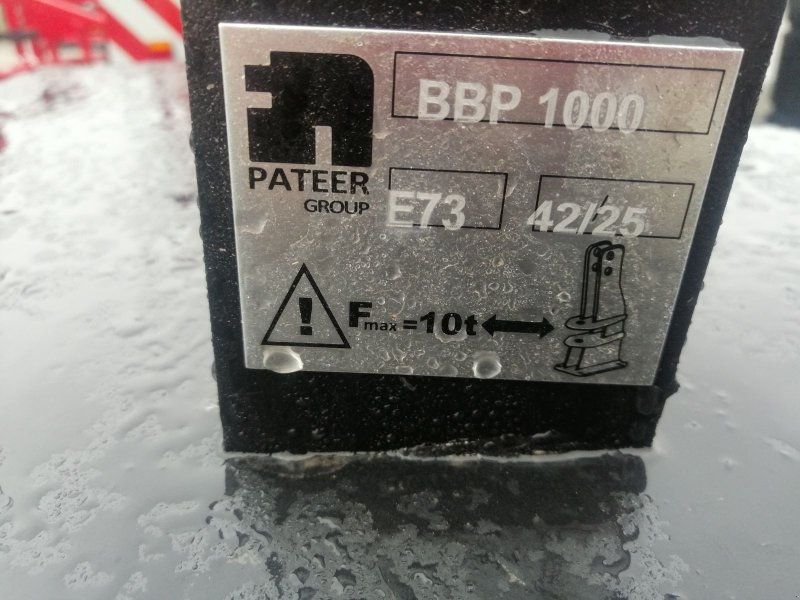 BBP 1000
PATEER
GROUP
E73
42/25
! Fmax=10t